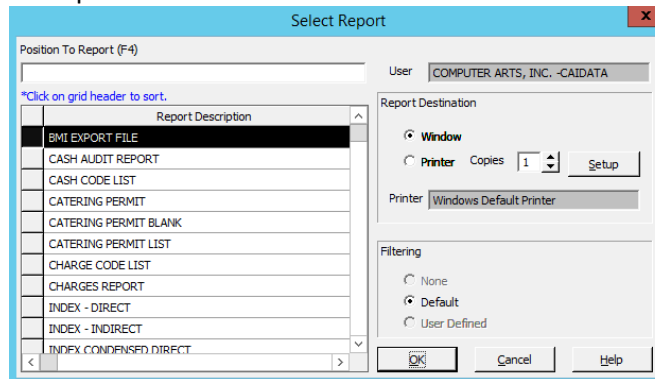 Select Report
x
Position To Report (F4)
User COMPUTER ARTS, INC. -CAIDATA
*Click on grid header to sort.
Report Description
BMI EXPORT FILE
CASH AUDIT REPORT
CASH CODE LIST
CATERING PERMIT
CATERING PERMIT BLANK
CATERING PERMIT LIST
CHARGE CODE LIST
CHARGES REPORT
INDEX - DIRECT
INDEX - INDIRECT
INDEX CONDENSED DIRECT
Report Destination
Window
Printer Copies 1 Setup
Printer Windows Default Printer
Filtering
None
Default
User Defined
OK Cancel Help